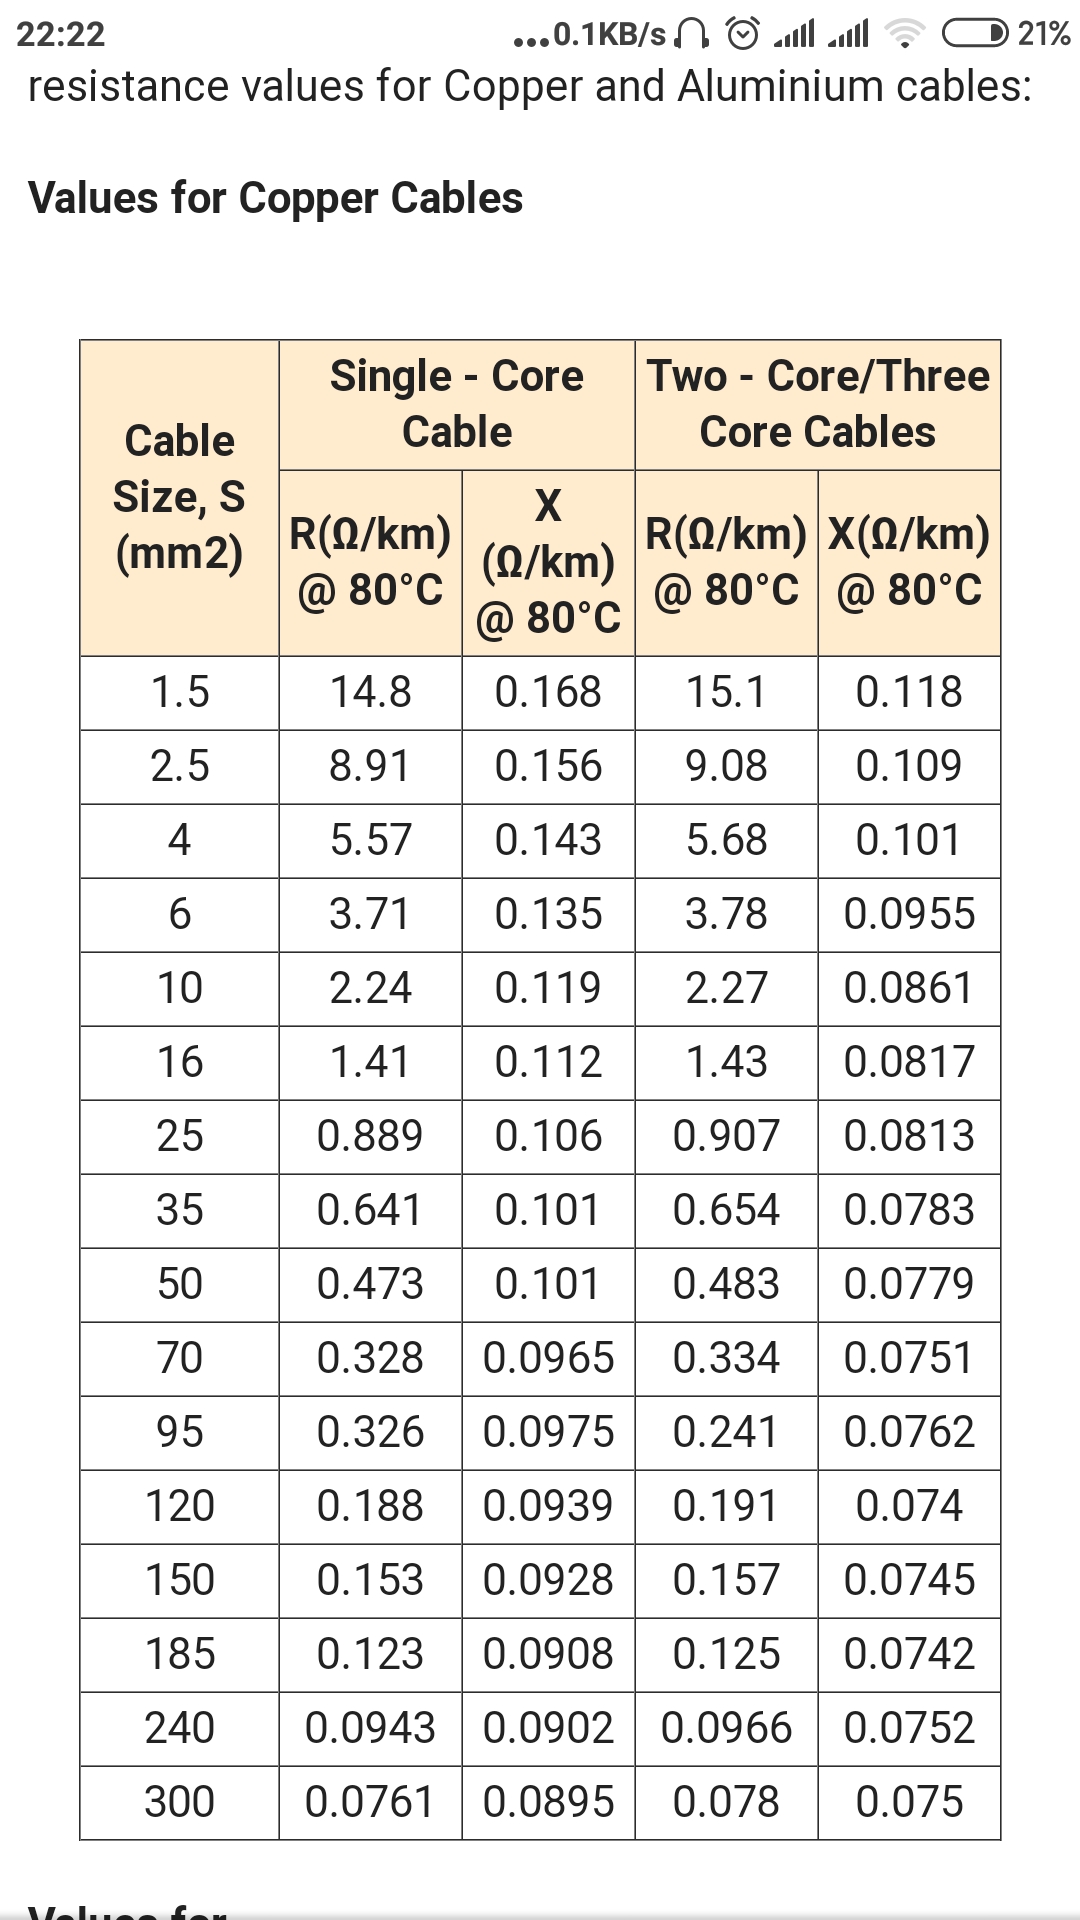 22:22 ...0.1KB/s 21%
resistance values for Copper and Aluminium cables:
Values for Copper Cables
Cable Size, S (mm2) Single - Core Cable Two - Core/Three Core Cables
R(Ω/km) @ 80°C X (Ω/km) @ 80°C R(Ω/km) @ 80°C X(Ω/km) @ 80°C
1.5 14.8 0.168 15.1 0.118
2.5 8.91 0.156 9.08 0.109
4 5.57 0.143 5.68 0.101
6 3.71 0.135 3.78 0.0955
10 2.24 0.119 2.27 0.0861
16 1.41 0.112 1.43 0.0817
25 0.889 0.106 0.907 0.0813
35 0.641 0.101 0.654 0.0783
50 0.473 0.101 0.483 0.0779
70 0.328 0.0965 0.334 0.0751
95 0.326 0.0975 0.241 0.0762
120 0.188 0.0939 0.191 0.074
150 0.153 0.0928 0.157 0.0745
185 0.123 0.0908 0.125 0.0742
240 0.0943 0.0902 0.0966 0.0752
300 0.0761 0.0895 0.078 0.075
Values for